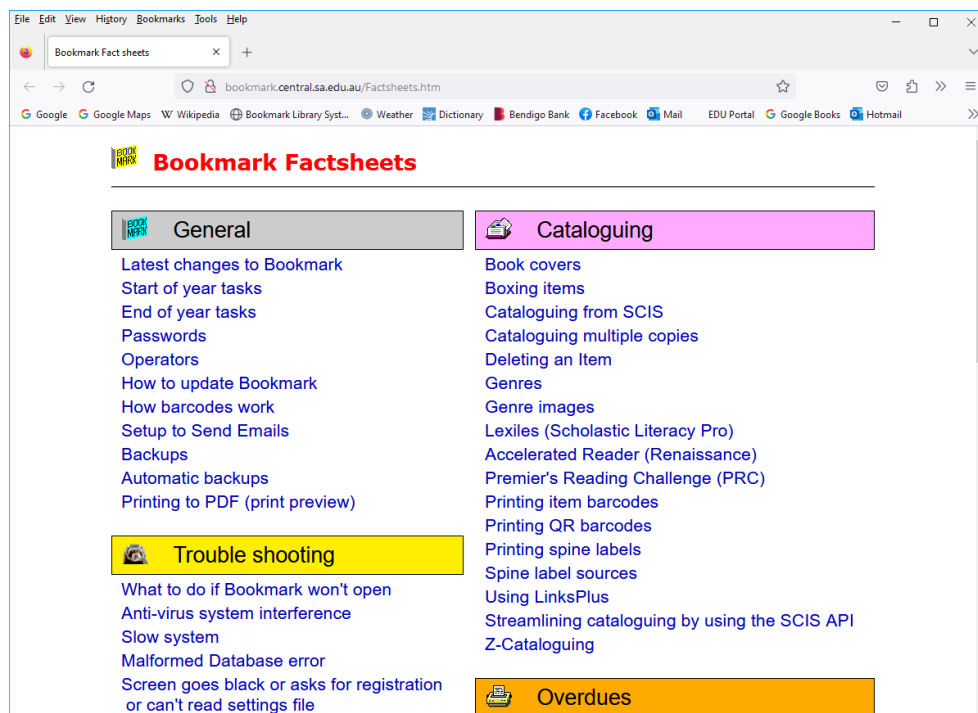 File Edit View History Bookmarks Tools Help
Bookmark Fact sheets
bookmark.central.sa.edu.au/Factsheets.htm
G Google G Google Maps W Wikipedia Bookmark Library Syst... Weather Dictionary Bendigo Bank Facebook Mail EDU Portal G Google Books Hotmail
BOOK MARK Bookmark Factsheets
BOOK MARK General
Latest changes to Bookmark
Start of year tasks
End of year tasks
Passwords
Operators
How to update Bookmark
How barcodes work
Setup to Send Emails
Backups
Automatic backups
Printing to PDF (print preview)
Trouble shooting
What to do if Bookmark won't open
Anti-virus system interference
Slow system
Malformed Database error
Screen goes black or asks for registration
or can't read settings file
Cataloguing
Book covers
Boxing items
Cataloguing from SCIS
Cataloguing multiple copies
Deleting an Item
Genres
Genre images
Lexiles (Scholastic Literacy Pro)
Accelerated Reader (Renaissance)
Premier's Reading Challenge (PRC)
Printing item barcodes
Printing QR barcodes
Printing spine labels
Spine label sources
Using LinksPlus
Streamlining cataloguing by using the SCIS API
Z-Cataloguing
Overdues